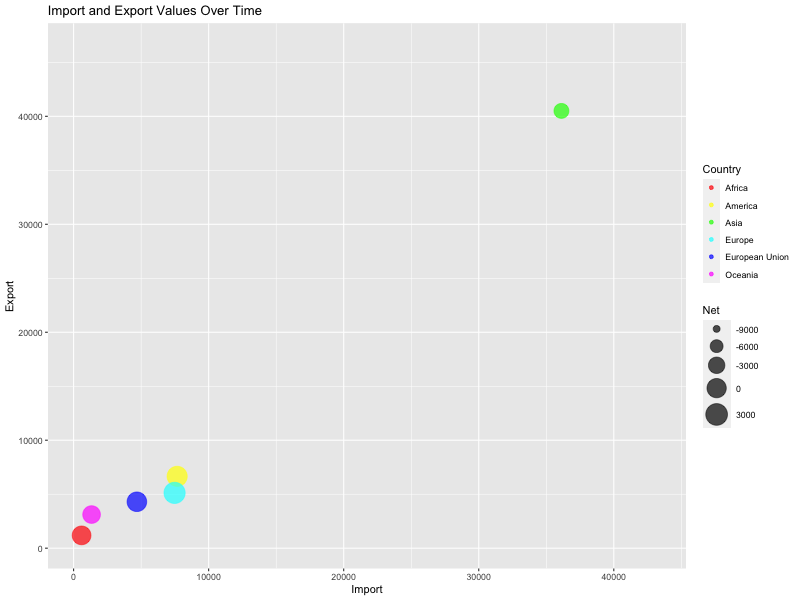 Import and Export Values Over Time
Export
40000
30000
20000
10000
0
0
10000
20000
30000
40000
Import
Country
Africa
America
Asia
Europe
European Union
Oceania
Net
-9000
-6000
-3000
0
3000